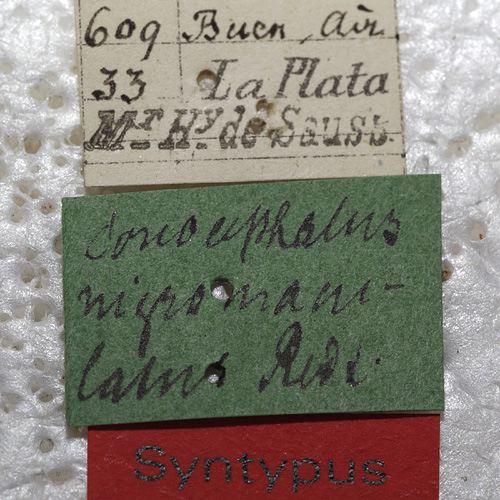 609 Buen, Air.
33 La Plata
Mr. Hy. de Sauss.
Conocephalus
nigromacu-
latus Redt.
Syntypus